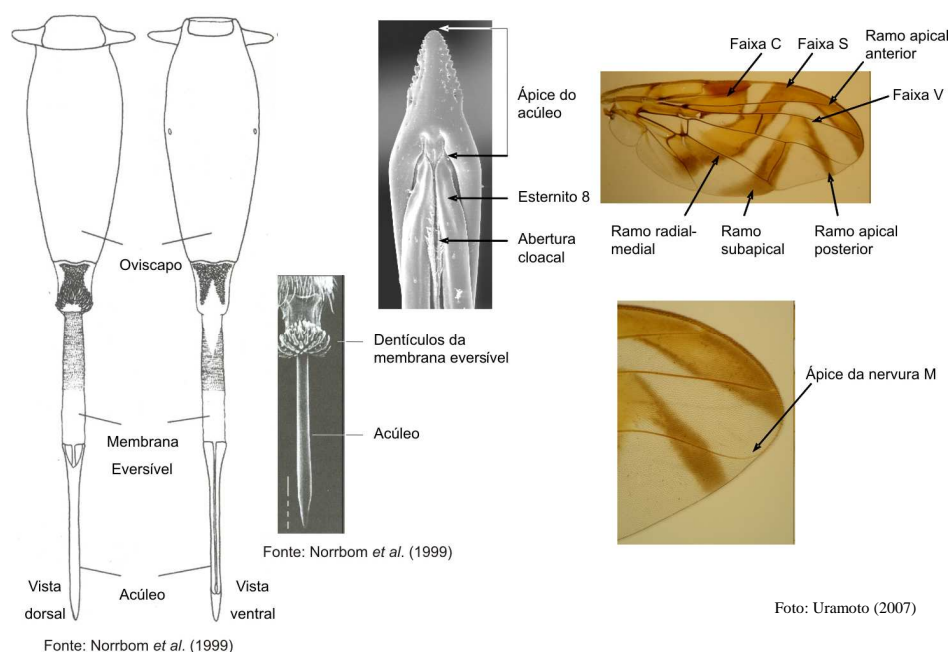 Oviscapo
Membrana
Eversível
Acúleo
Vista
dorsal
Vista
ventral
Fonte: Norrbom et al. (1999)
Dentículos da
membrana eversível
Acúleo
Fonte: Norrbom et al. (1999)
Ápice do
acúleo
Esternito 8
Abertura
cloacal
Faixa C
Faixa S
Ramo apical
anterior
Faixa V
Ramo radial-
medial
Ramo
subapical
Ramo apical
posterior
Ápice da nervura M
Foto: Uramoto (2007)